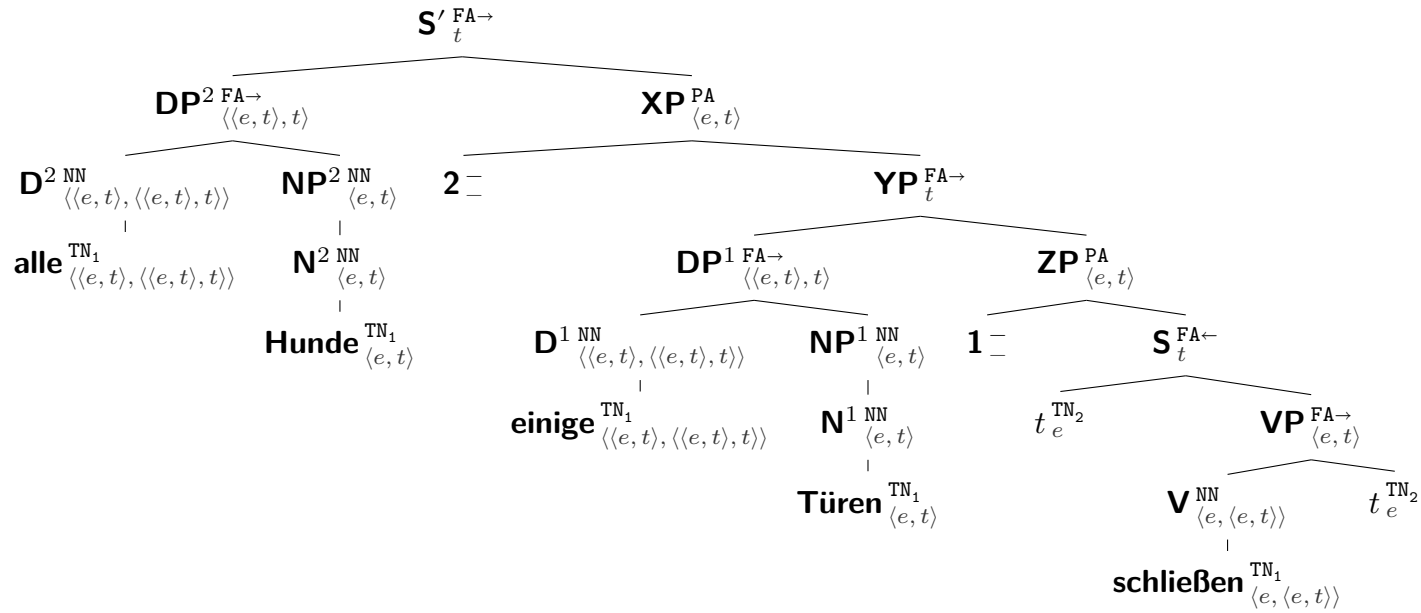 S′ FA→ t
DP² FA→ ⟨⟨e, t⟩, t⟩ XP PA ⟨e, t⟩
D² NN ⟨⟨e, t⟩, ⟨⟨e, t⟩, t⟩⟩ NP² NN ⟨e, t⟩ 2 – – YP FA→ t
alle TN₁ ⟨⟨e, t⟩, ⟨⟨e, t⟩, t⟩⟩ N² NN ⟨e, t⟩ DP¹ FA→ ⟨⟨e, t⟩, t⟩ ZP PA ⟨e, t⟩
Hunde TN₁ ⟨e, t⟩ D¹ NN ⟨⟨e, t⟩, ⟨⟨e, t⟩, t⟩⟩ NP¹ NN ⟨e, t⟩ 1 – – S FA← t
einige TN₁ ⟨⟨e, t⟩, ⟨⟨e, t⟩, t⟩⟩ N¹ NN ⟨e, t⟩ t TN₂ e VP FA→ ⟨e, t⟩
Türen TN₁ ⟨e, t⟩ V NN ⟨e, ⟨e, t⟩⟩ t TN₂ e
schließen TN₁ ⟨e, ⟨e, t⟩⟩